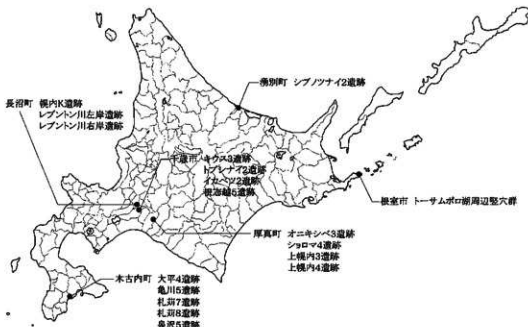 湧別町 シブノツナイ2遺跡
長沼町 幌内K遺跡
レブントン川左岸遺跡
レブントン川右岸遺跡
千歳市 キウス3遺跡
トプシナイ2遺跡
イカベツ2遺跡
根志越5遺跡
根室市 トーサムポロ湖周辺竪穴群
厚真町 オニキシベ3遺跡
ショロマ4遺跡
上幌内3遺跡
上幌内4遺跡
木古内町 大平4遺跡
亀川5遺跡
札苅7遺跡
札苅8遺跡
泉沢5遺跡